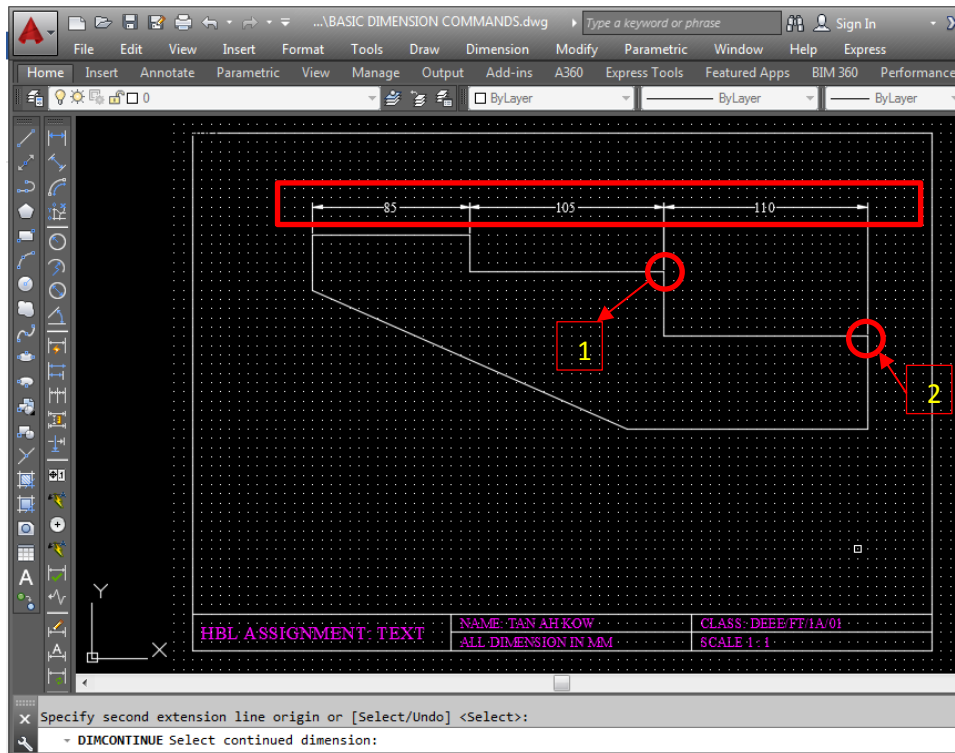 ...\BASIC DIMENSION COMMANDS.dwg Type a keyword or phrase Sign In
File Edit View Insert Format Tools Draw Dimension Modify Parametric Window Help Express
Home Insert Annotate Parametric View Manage Output Add-ins A360 Express Tools Featured Apps BIM 360 Performance
0 ByLayer ByLayer ByLayer
85 105 110
1
2
Y
X
HBL ASSIGNMENT: TEXT
NAME: TAN AH KOW
CLASS: DEEE/FT/1A/01
ALL DIMENSION IN MM
SCALE 1 : 1
Specify second extension line origin or [Select/Undo] <Select>:
DIMCONTINUE Select continued dimension: